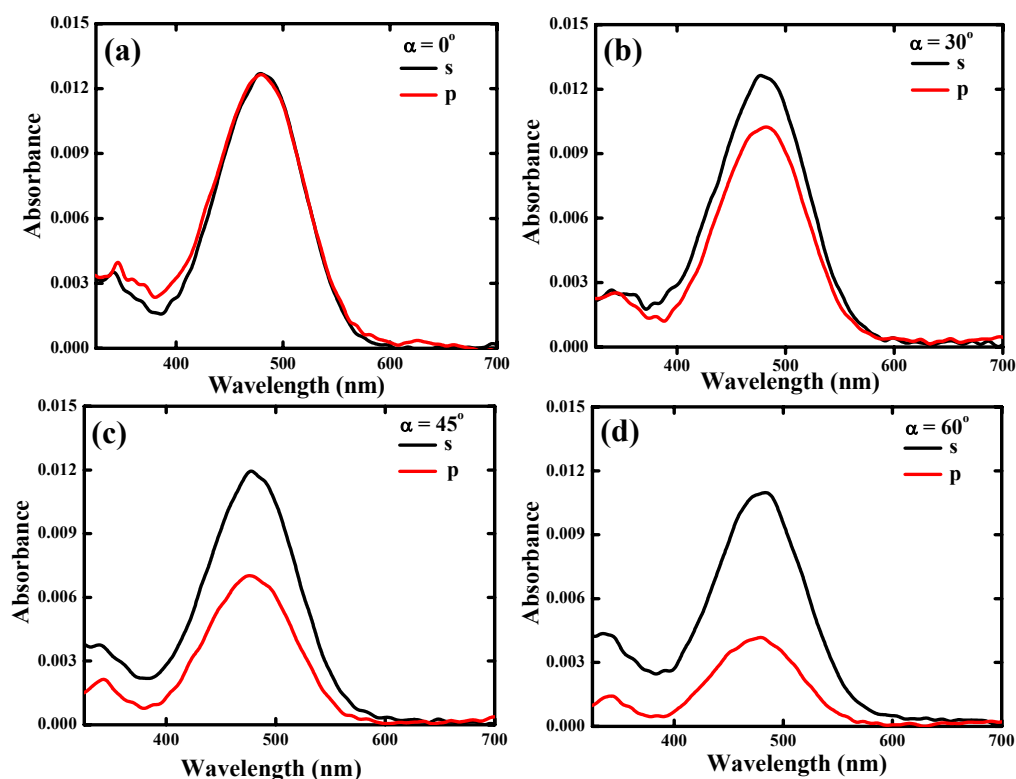 (a)
α = 0°
s
p
0.015
0.012
0.009
0.006
0.003
0.000
Absorbance
400
500
600
700
Wavelength (nm)
(b)
α = 30°
s
p
0.015
0.012
0.009
0.006
0.003
0.000
Absorbance
400
500
600
700
Wavelength (nm)
(c)
α = 45°
s
p
0.015
0.012
0.009
0.006
0.003
0.000
Absorbance
400
500
600
700
Wavelength (nm)
(d)
α = 60°
s
p
0.015
0.012
0.009
0.006
0.003
0.000
Absorbance
400
500
600
700
Wavelength (nm)